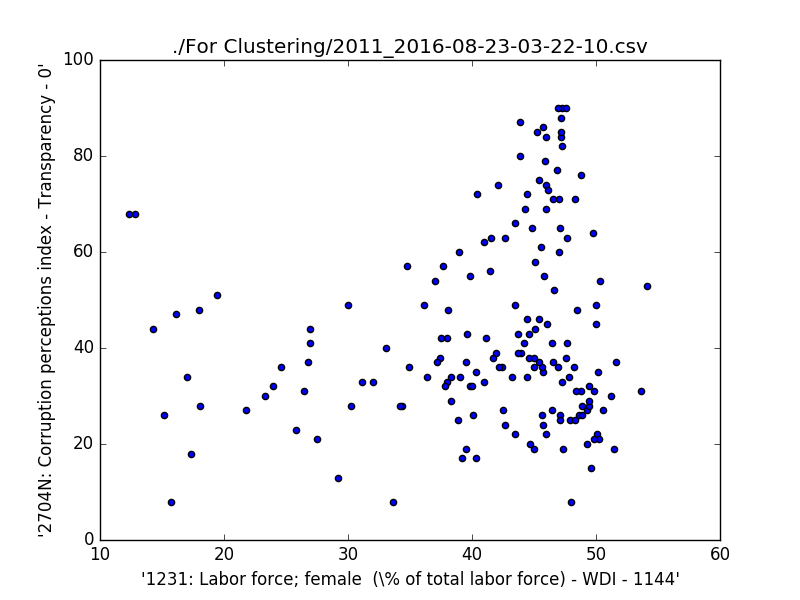 ./For Clustering/2011_2016-08-23-03-22-10.csv
'2704N: Corruption perceptions index - Transparency - 0'
100
80
60
40
20
0
10 20 30 40 50 60
'1231: Labor force; female  (\% of total labor force) - WDI - 1144'